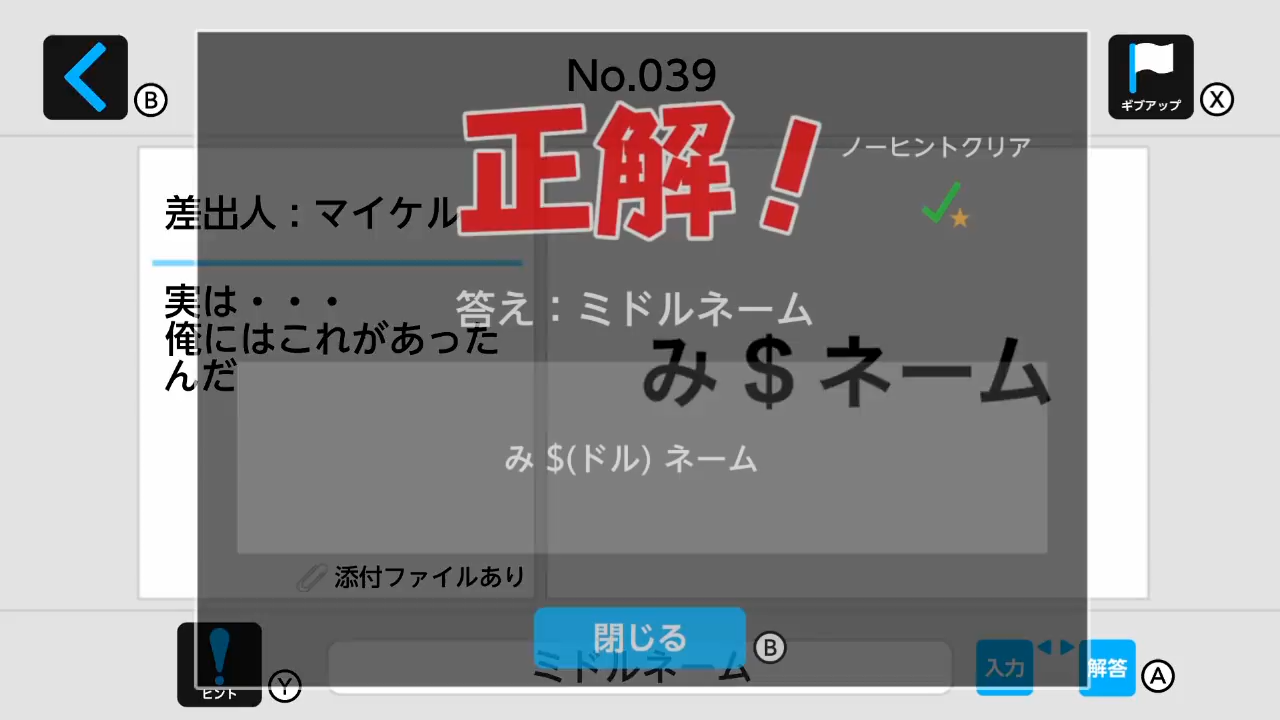 No.039
B
ギブアップ
X
正解!
ノーヒントクリア
差出人:マイケル
実は・・・
俺にはこれがあった
んだ
答え:ミドルネーム
み $ ネーム
み $(ドル) ネーム
添付ファイルあり
閉じる
B
ヒント
Y
ミドルネーム
入力
解答
A